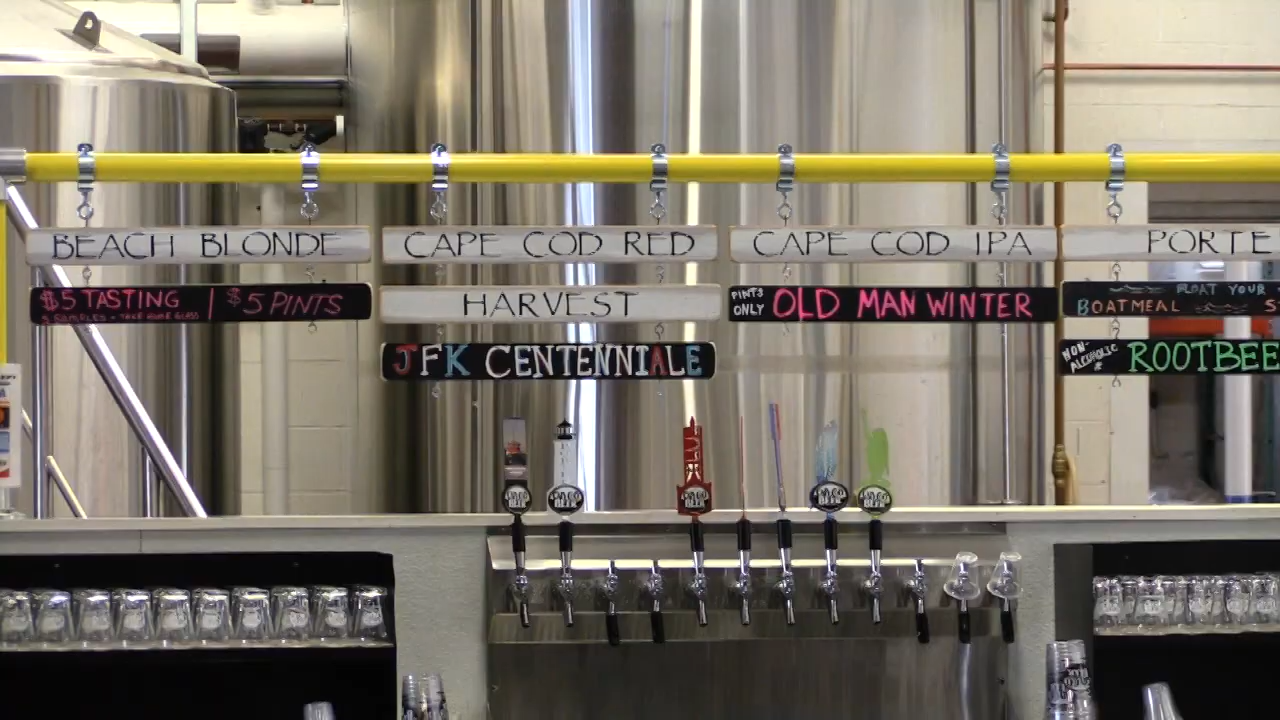 BEACH BLONDE
$5 TASTING | $5 PINTS
CAPE COD RED
HARVEST
JFK CENTENNIALE
CAPE COD IPA
PINTS ONLY OLD MAN WINTER
PORTE
FLOAT YOUR
BOATMEAL S
NON-ALCOHOLIC ROOTBEE